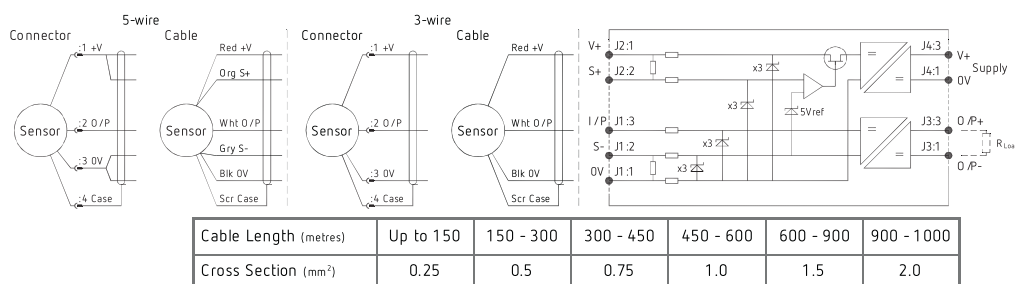 5-wire
3-wire
Connector
Cable
Connector
Cable
:1 +V
:2 O/P
:3 0V
:4 Case
Sensor
Red +V
Org S+
Wht O/P
Gry S-
Blk 0V
Scr Case
Sensor
:1 +V
:2 O/P
:3 0V
:4 Case
Sensor
Red +V
Wht O/P
Blk 0V
Scr Case
Sensor
V+ J2:1
S+ J2:2
I/P J1:3
S- J1:2
0V J1:1
x3
x3
x3
x3
5Vref
=
=
=
=
J4:3 V+
J4:1 0V
Supply
J3:3 O/P+
J3:1 O/P-
R Loa
Cable Length (metres) Up to 150 150 - 300 300 - 450 450 - 600 600 - 900 900 - 1000
Cross Section (mm²) 0.25 0.5 0.75 1.0 1.5 2.0